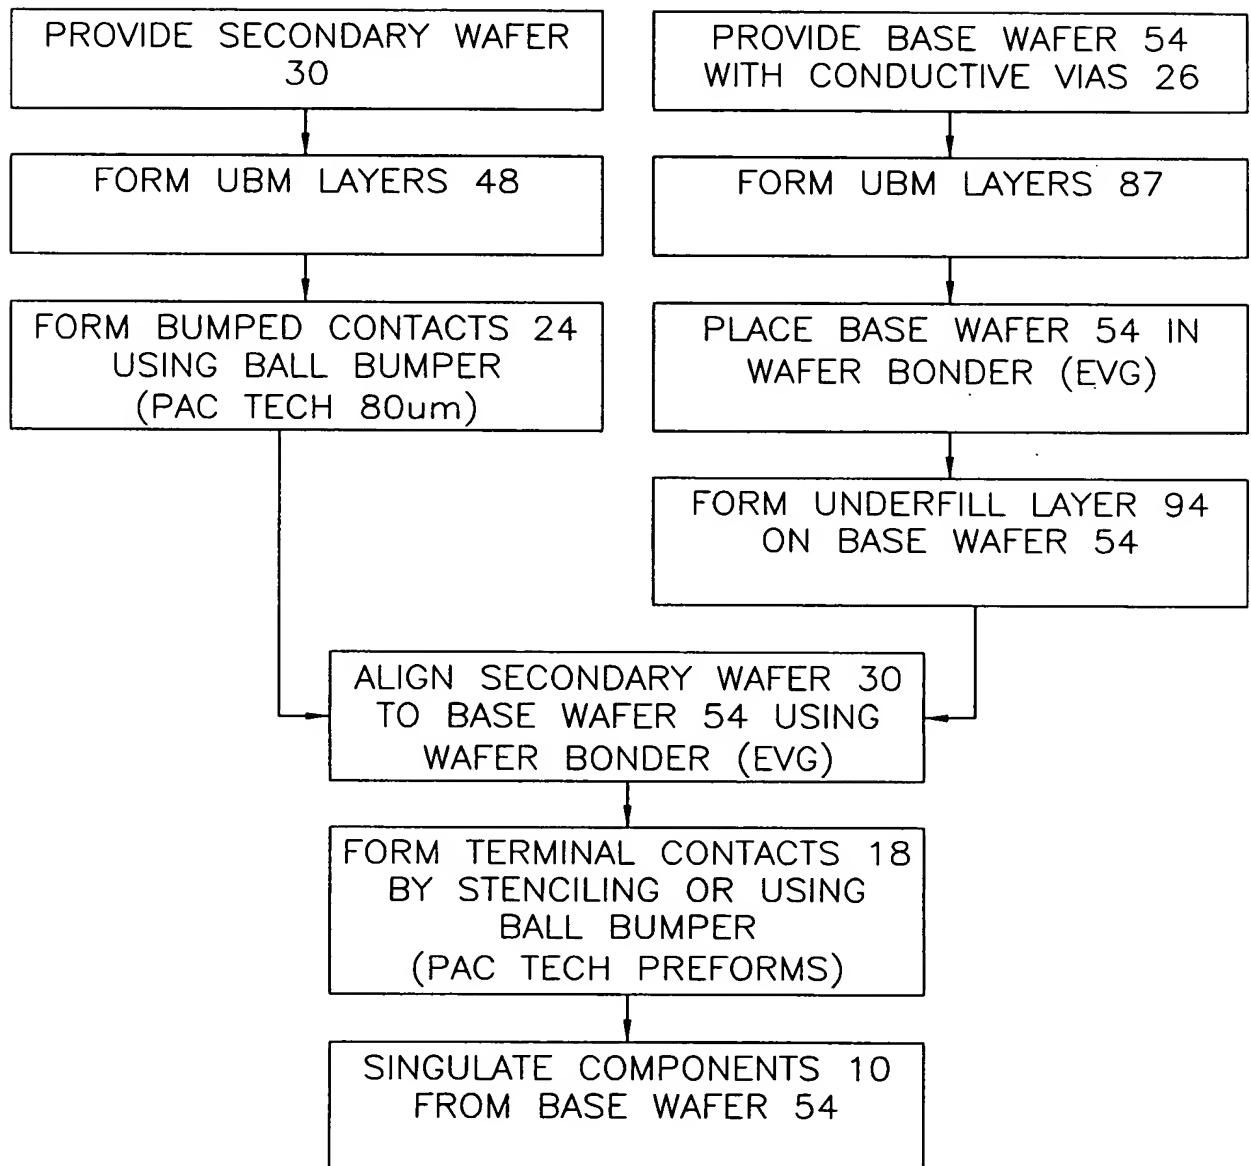 PROVIDE SECONDARY WAFER
30
FORM UBM LAYERS 48
FORM BUMPED CONTACTS 24
USING BALL BUMPER
(PAC TECH 80um)
PROVIDE BASE WAFER 54
WITH CONDUCTIVE VIAS 26
FORM UBM LAYERS 87
PLACE BASE WAFER 54 IN
WAFER BONDER (EVG)
FORM UNDERFILL LAYER 94
ON BASE WAFER 54
ALIGN SECONDARY WAFER 30
TO BASE WAFER 54 USING
WAFER BONDER (EVG)
FORM TERMINAL CONTACTS 18
BY STENCILING OR USING
BALL BUMPER
(PAC TECH PREFORMS)
SINGULATE COMPONENTS 10
FROM BASE WAFER 54